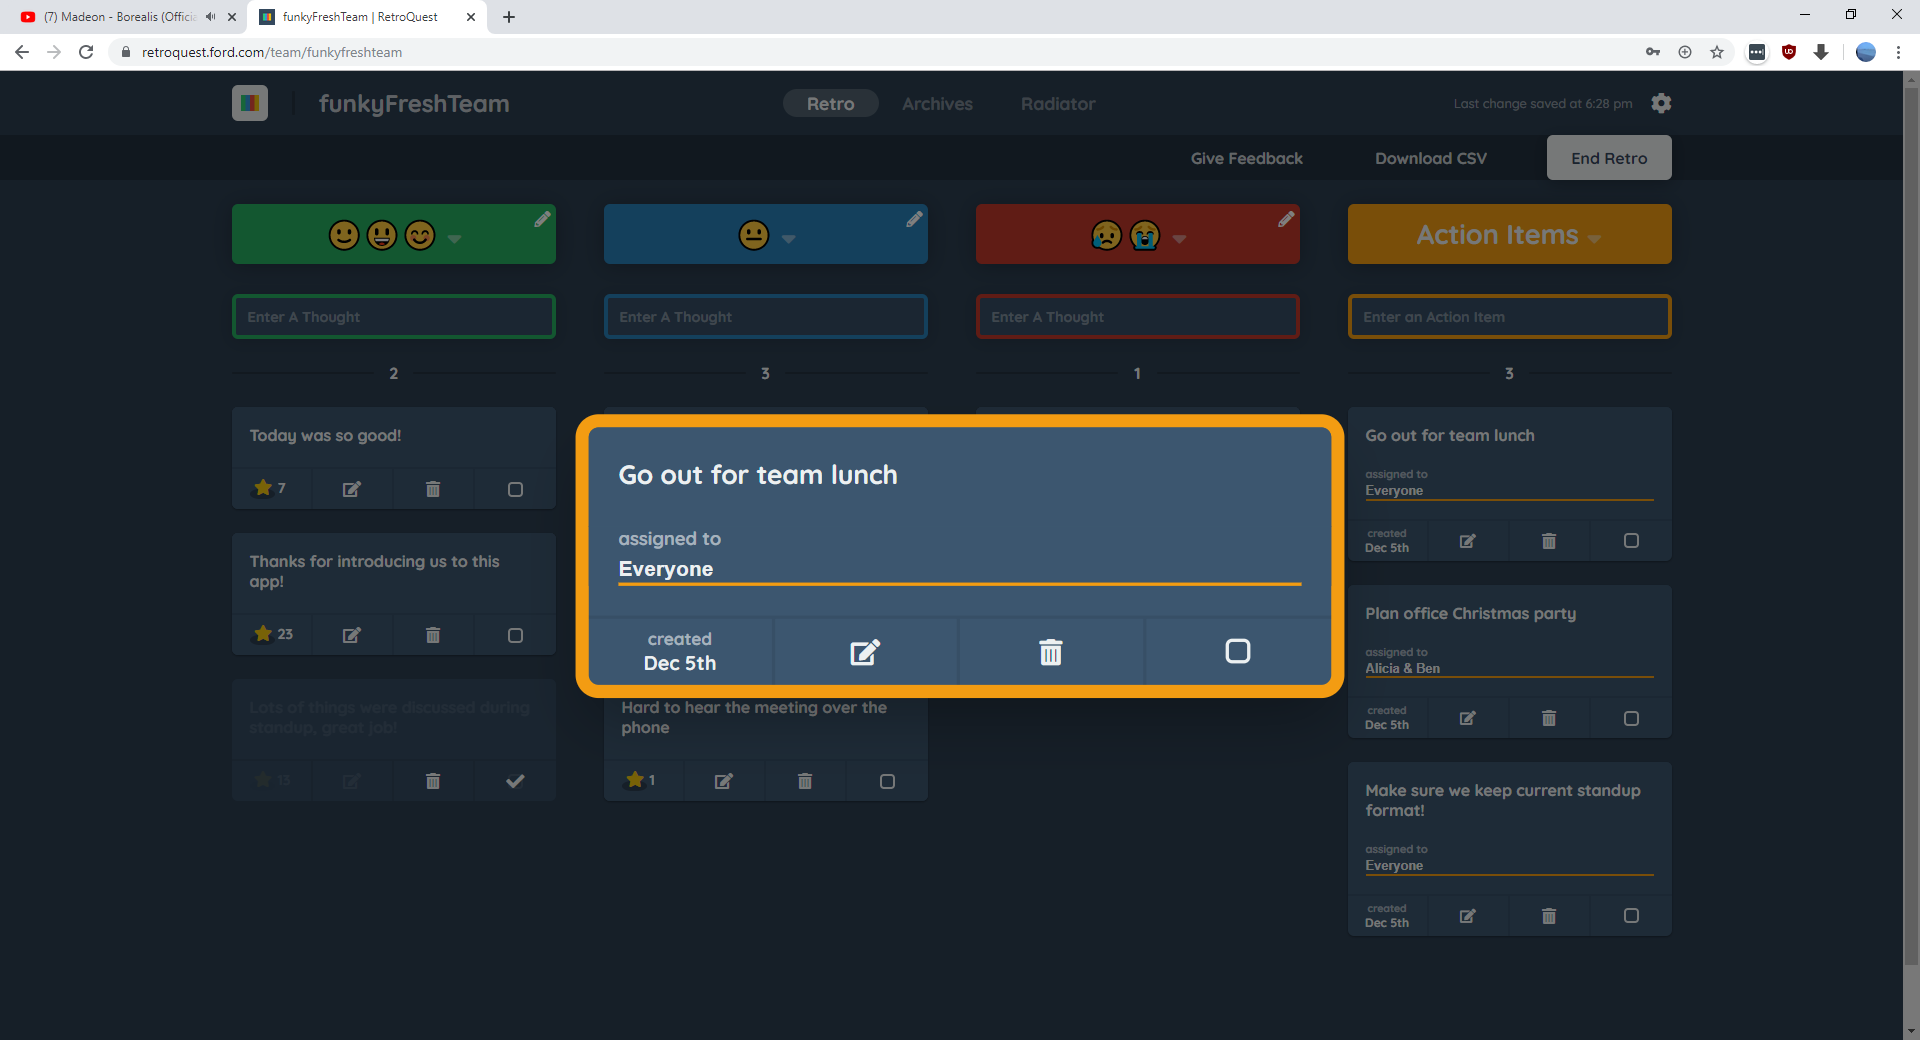 (7) Madeon - Borealis (Officia
funkyFreshTeam | RetroQuest
retroquest.ford.com/team/funkyfreshteam
funkyFreshTeam
Retro
Archives
Radiator
Last change saved at 6:28 pm
Give Feedback
Download CSV
End Retro
Action Items
Enter A Thought
Enter A Thought
Enter A Thought
Enter an Action Item
2
3
1
3
Today was so good!
7
Thanks for introducing us to this
app!
23
Lots of things were discussed during
standup, great job!
13
Go out for team lunch
assigned to
Everyone
created
Dec 5th
Hard to hear the meeting over the
phone
1
Go out for team lunch
assigned to
Everyone
created
Dec 5th
Plan office Christmas party
assigned to
Alicia & Ben
created
Dec 5th
Make sure we keep current standup
format!
assigned to
Everyone
created
Dec 5th